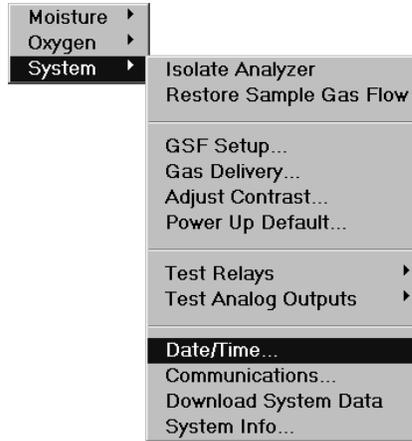 Moisture
Oxygen
System
Isolate Analyzer
Restore Sample Gas Flow
GSF Setup...
Gas Delivery...
Adjust Contrast...
Power Up Default...
Test Relays
Test Analog Outputs
Date/Time...
Communications...
Download System Data
System Info...